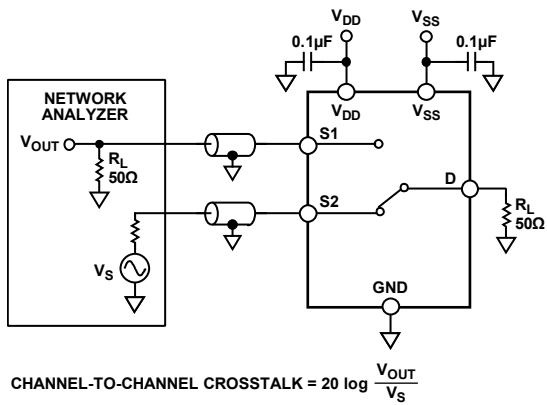 VDD
VSS
0.1µF
0.1µF
VDD
VSS
NETWORK
ANALYZER
VOUT
RL
50Ω
S1
D
S2
RL
50Ω
VS
GND
CHANNEL-TO-CHANNEL CROSSTALK = 20 log VOUT
VS